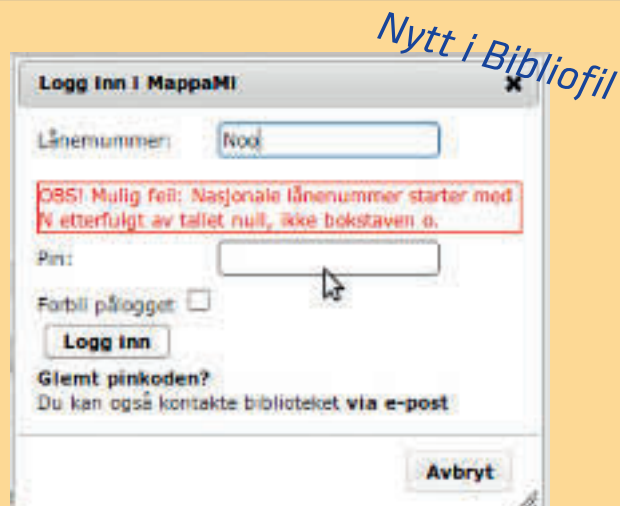 Nytt i Bibliofil
Logg inn i MappaMi
Lånenummer: Noo
OBS! Mulig feil: Nasjonale lånenummer starter med
N etterfulgt av tallet null, ikke bokstaven o.
Pin:
Forbli pålogget
Logg inn
Glemt pinkoden?
Du kan også kontakte biblioteket via e-post
Avbryt